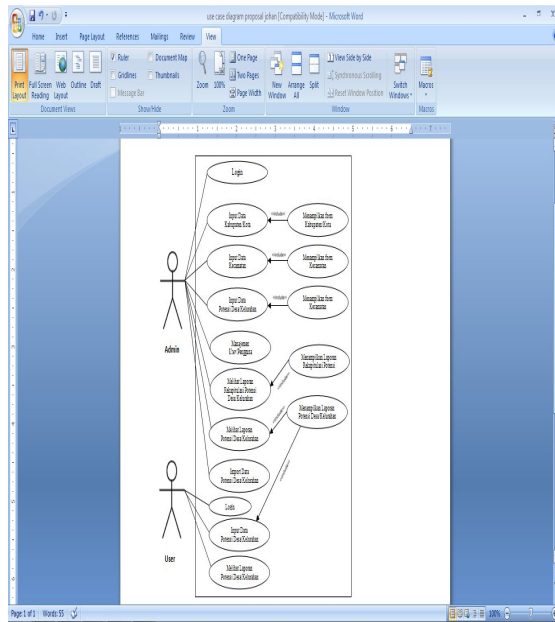 use case diagram proposal johan [Compatibility Mode] - Microsoft Word
Home Insert Page Layout References Mailings Review View
Print Layout
Full Screen Reading
Web Layout
Outline
Draft
Document Views
Ruler
Gridlines
Message Bar
Document Map
Thumbnails
Show/Hide
Zoom
100%
One Page
Two Pages
Page Width
Zoom
New Window
Arrange All
Split
View Side by Side
Synchronous Scrolling
Reset Window Position
Switch Windows
Window
Macros
Macros
Login
Input Data
Kabupaten Kota
<<include>>
Menampilkan form
Kabupaten Kota
Input Data
Kecamatan
<<include>>
Menampilkan form
Kecamatan
Input Data
Potensi Desa Kelurahan
<<include>>
Menampilkan form
Kecamatan
Admin
Manajemen
User Pengguna
Melihat Laporan
Rekapitulasi Potensi
Desa Kelurahan
<<include>>
Menampilkan Laporan
Rekapitulasi Potensi
Melihat Laporan
Potensi Desa Kelurahan
<<include>>
Menampilkan Laporan
Potensi Desa Kelurahan
Import Data
Potensi Desa Kelurahan
<<include>>
Login
Input Data
Potensi Desa Kelurahan
User
Melihat Laporan
Potensi Desa Kelurahan
Page: 1 of 1 Words: 55
100%